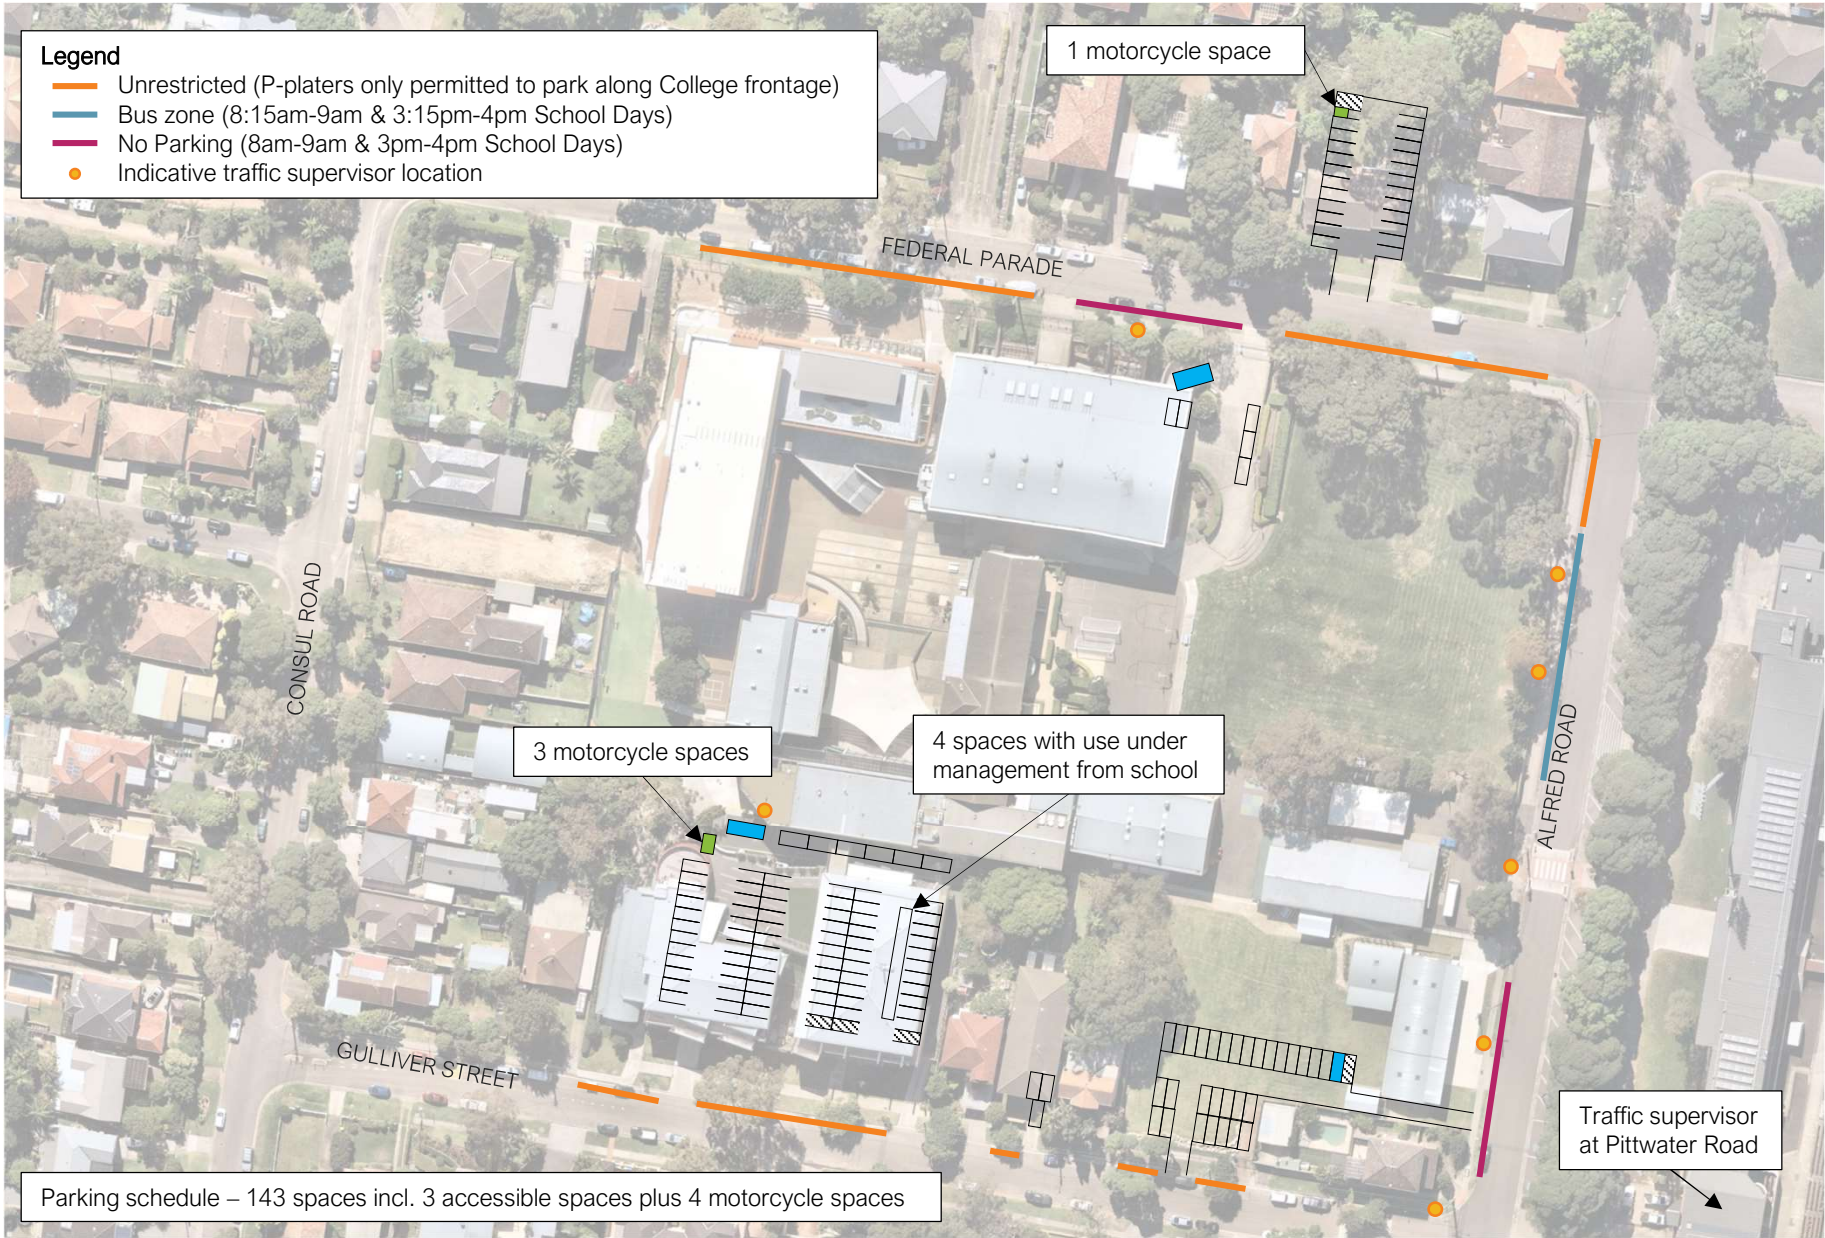 Legend
Unrestricted (P-platers only permitted to park along College frontage)
Bus zone (8:15am-9am & 3:15pm-4pm School Days)
No Parking (8am-9am & 3pm-4pm School Days)
Indicative traffic supervisor location
1 motorcycle space
FEDERAL PARADE
CONSUL ROAD
ALFRED ROAD
3 motorcycle spaces
4 spaces with use under
management from school
GULLIVER STREET
Traffic supervisor
at Pittwater Road
Parking schedule – 143 spaces incl. 3 accessible spaces plus 4 motorcycle spaces